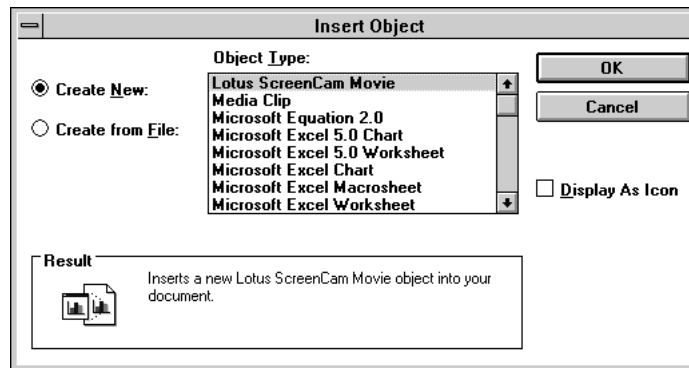 Insert Object
Create New:
Create from File:
Object Type:
Lotus ScreenCam Movie
Media Clip
Microsoft Equation 2.0
Microsoft Excel 5.0 Chart
Microsoft Excel 5.0 Worksheet
Microsoft Excel Chart
Microsoft Excel Macrosheet
Microsoft Excel Worksheet
OK
Cancel
Display As Icon
Result
Inserts a new Lotus ScreenCam Movie object into your
document.